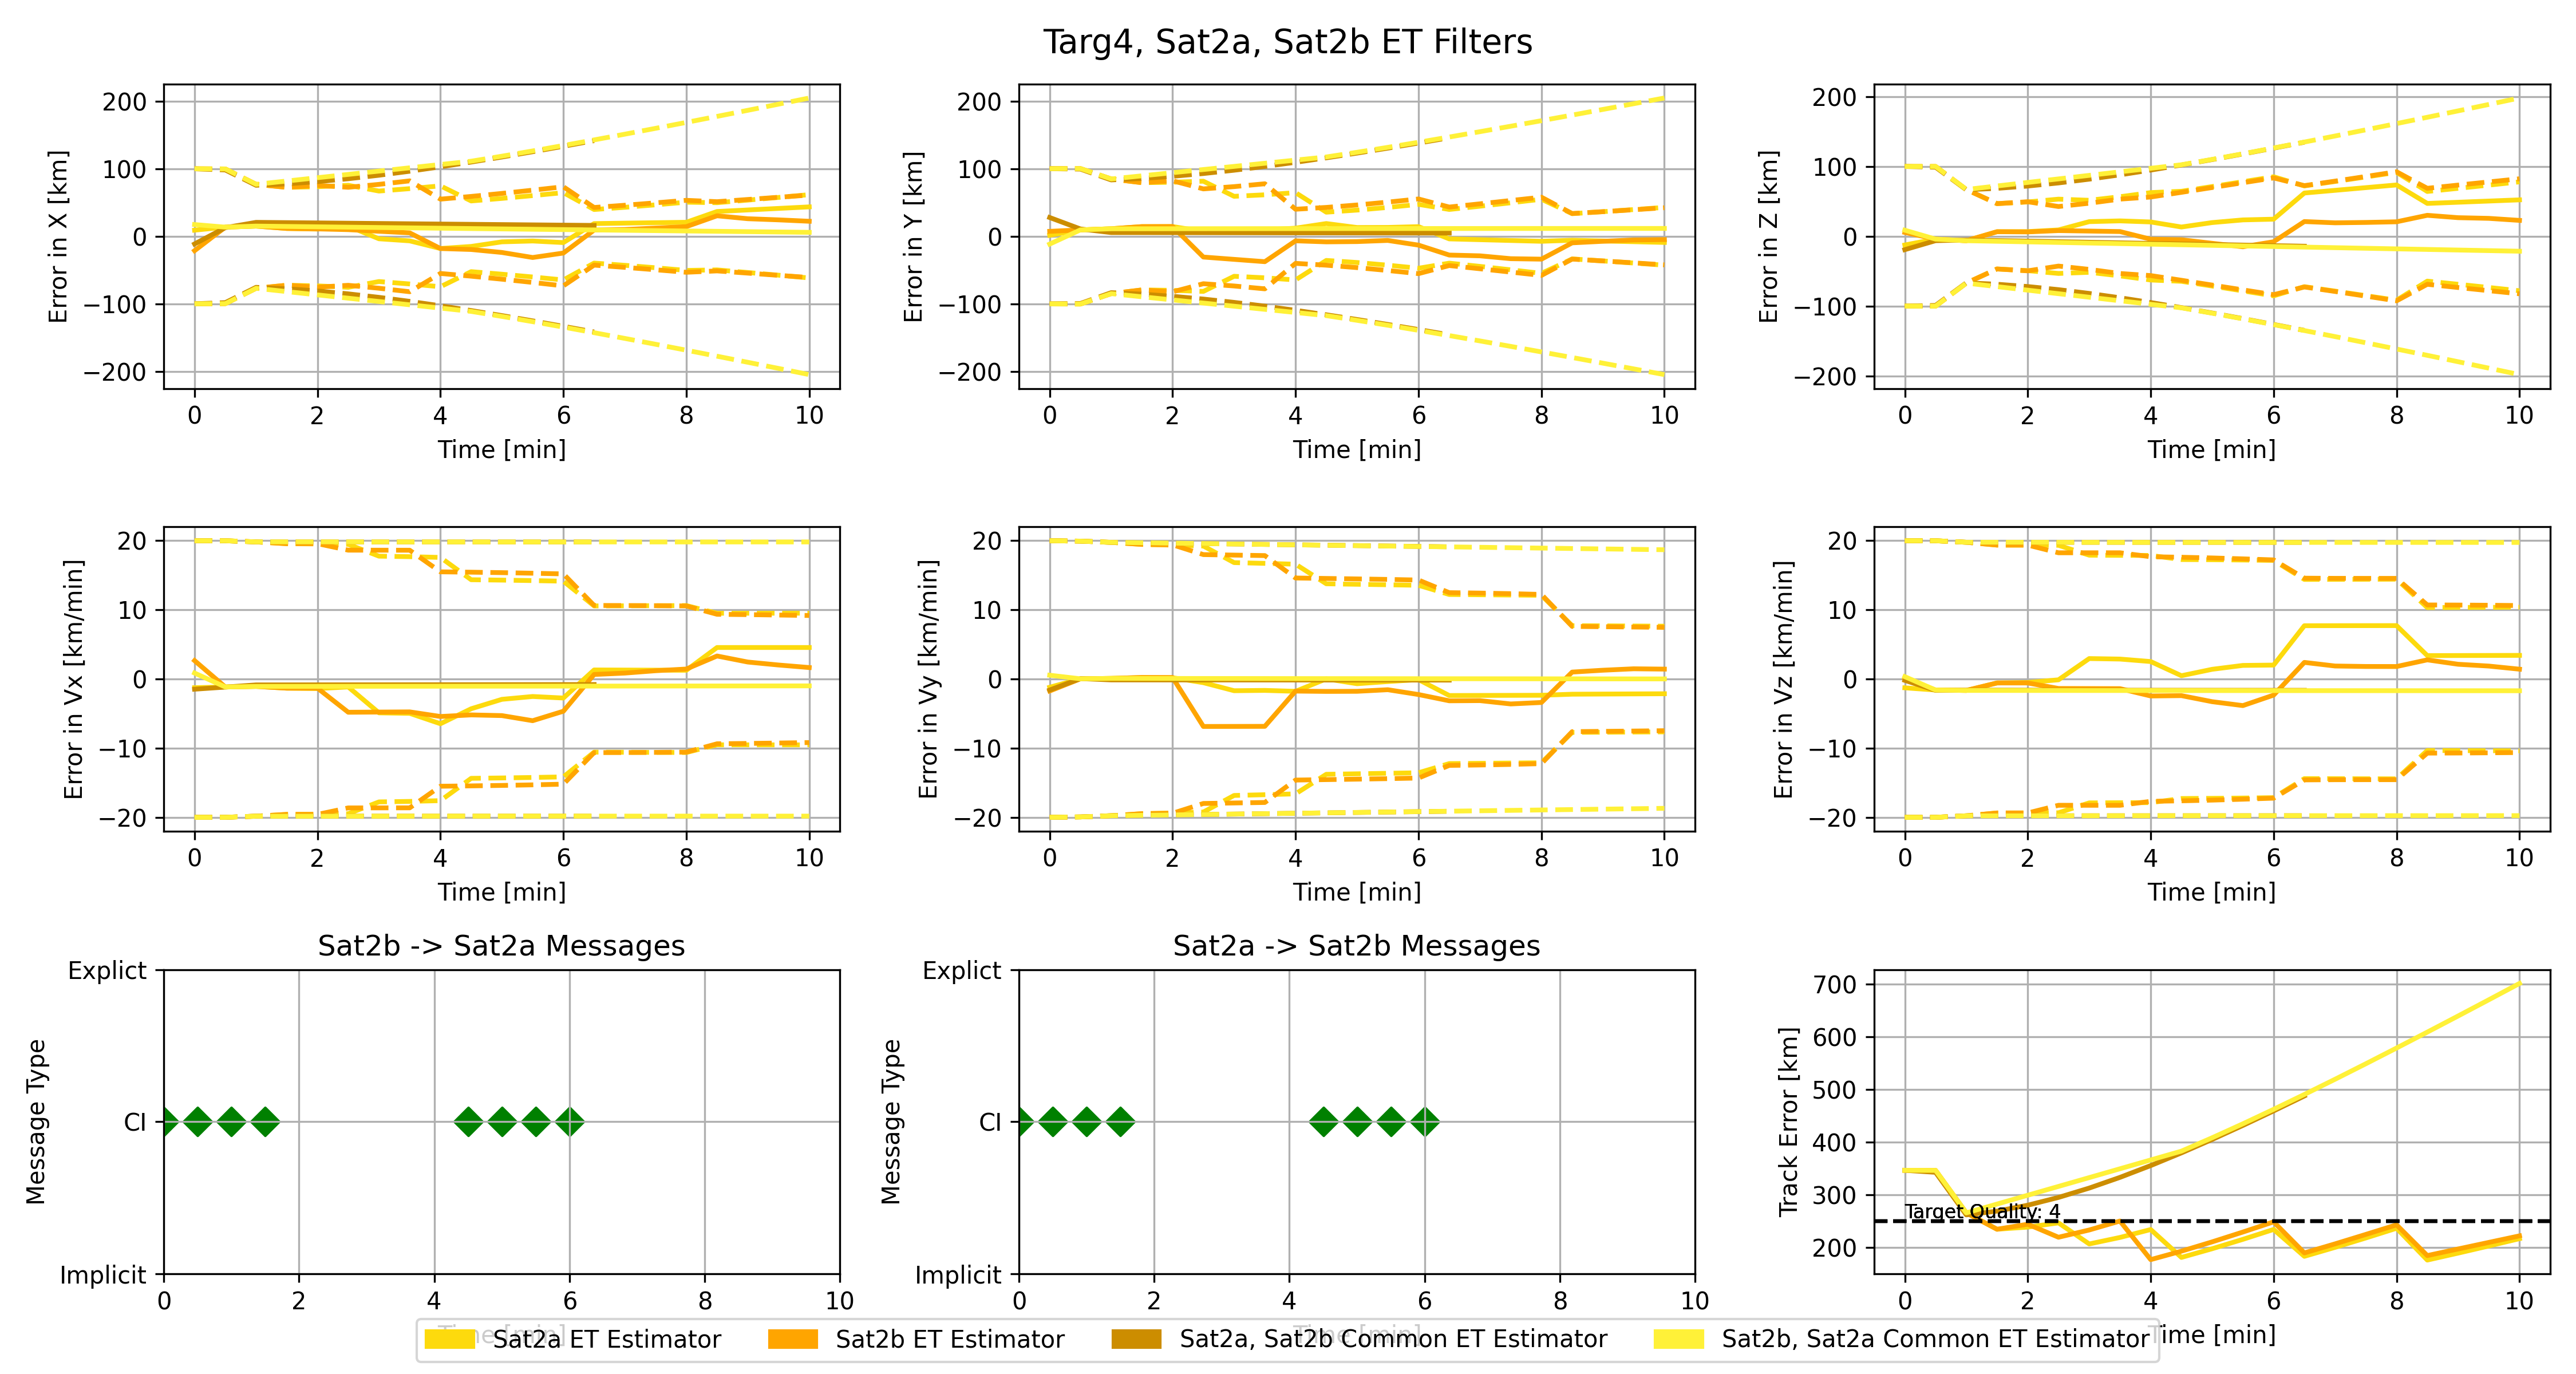 Targ4, Sat2a, Sat2b ET Filters
Error in X [km]
200
100
0
−100
−200
0 2 4 6 8 10
Time [min]
Error in Y [km]
200
100
0
−100
−200
0 2 4 6 8 10
Time [min]
Error in Z [km]
200
100
0
−100
−200
0 2 4 6 8 10
Time [min]
Error in Vx [km/min]
20
10
0
−10
−20
0 2 4 6 8 10
Time [min]
Error in Vy [km/min]
20
10
0
−10
−20
0 2 4 6 8 10
Time [min]
Error in Vz [km/min]
20
10
0
−10
−20
0 2 4 6 8 10
Time [min]
Sat2b -> Sat2a Messages
Message Type
Explict
CI
Implicit
0 2 4 6 8 10
Time [min]
Sat2a -> Sat2b Messages
Message Type
Explict
CI
Implicit
0 2 4 6 8 10
Time [min]
Track Error [km]
700
600
500
400
300
200
Target Quality: 4
0 2 4 6 8 10
Time [min]
Sat2a ET Estimator Sat2b ET Estimator Sat2a, Sat2b Common ET Estimator Sat2b, Sat2a Common ET Estimator